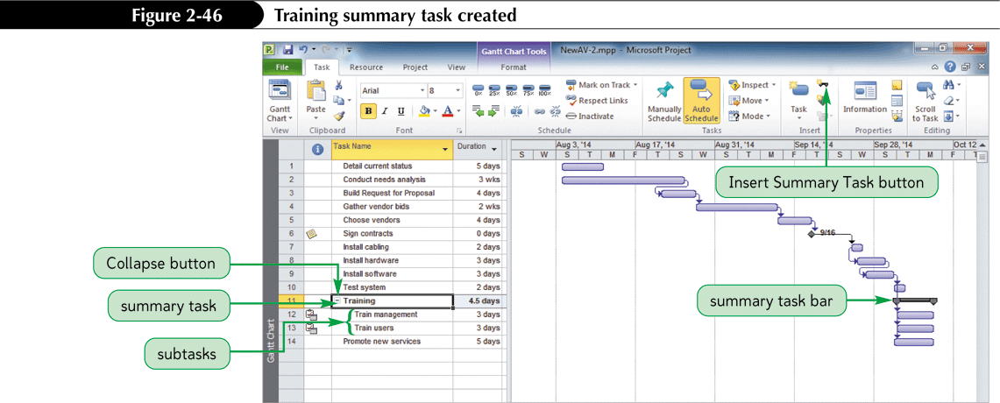 Figure 2-46 Training summary task created
Gantt Chart Tools NewAV-2.mpp - Microsoft Project
File Task Resource Project View Format
Arial 8
Mark on Track
Respect Links
Inactivate
B I U A
0× 25× 50× 75× 100×
Gantt Chart
Paste
Manually Schedule
Auto Schedule
Inspect
Move
Mode
Task
Information
Scroll to Task
View Clipboard Font Schedule Tasks Insert Properties Editing
Task Name Duration
Aug 3, '14 Aug 17, '14 Aug 31, '14 Sep 14, '14 Sep 28, '14 Oct 12
S W S T M F T S W S T M F T S W S T M F T
1 Detail current status 5 days
2 Conduct needs analysis 3 wks
3 Build Request for Proposal 4 days
4 Gather vendor bids 2 wks
5 Choose vendors 4 days
6 Sign contracts 0 days
9/16
7 Install cabling 2 days
8 Install hardware 3 days
9 Install software 3 days
10 Test system 2 days
11 Training 4.5 days
12 Train management 3 days
13 Train users 3 days
14 Promote new services 5 days
Gantt Chart
Insert Summary Task button
Collapse button
summary task
subtasks
summary task bar